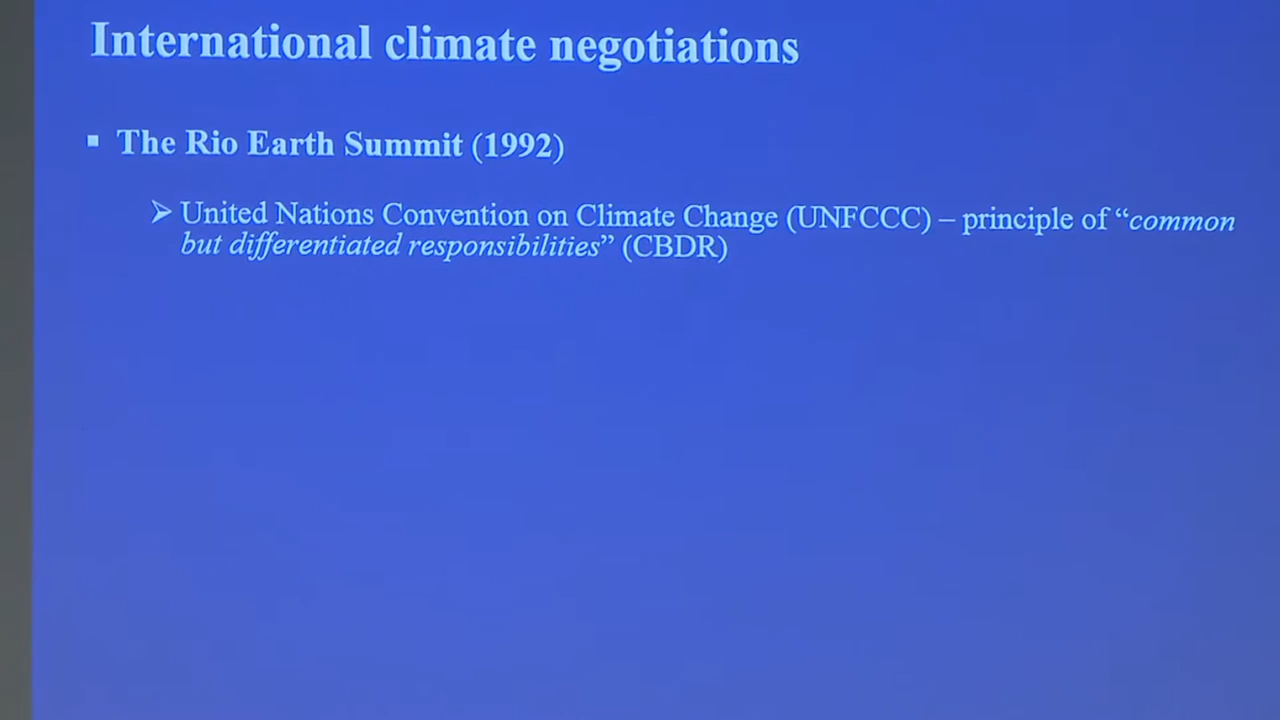 International climate negotiations
▪ The Rio Earth Summit (1992)
➢ United Nations Convention on Climate Change (UNFCCC) – principle of “common
but differentiated responsibilities” (CBDR)